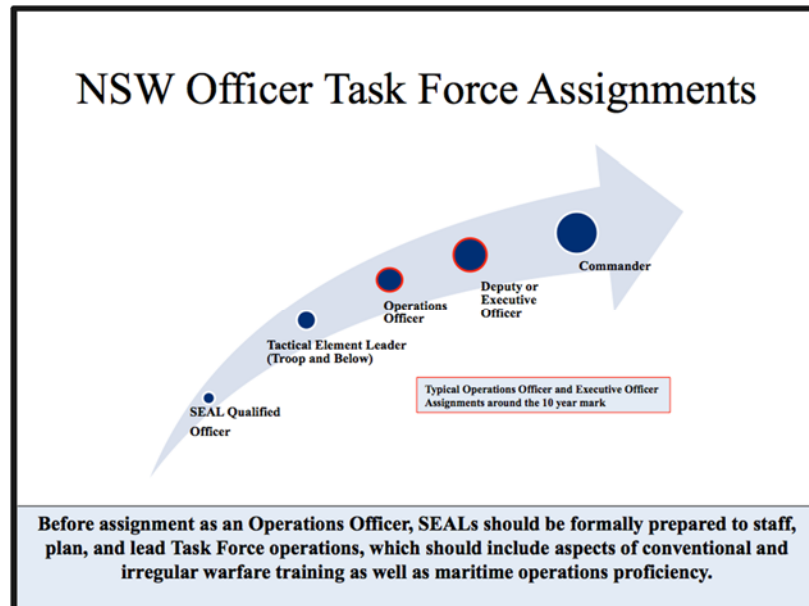 NSW Officer Task Force Assignments
Commander
Deputy or
Executive
Officer
Operations
Officer
Tactical Element Leader
(Troop and Below)
SEAL Qualified
Officer
Typical Operations Officer and Executive Officer
Assignments around the 10 year mark
Before assignment as an Operations Officer, SEALs should be formally prepared to staff,
plan, and lead Task Force operations, which should include aspects of conventional and
irregular warfare training as well as maritime operations proficiency.